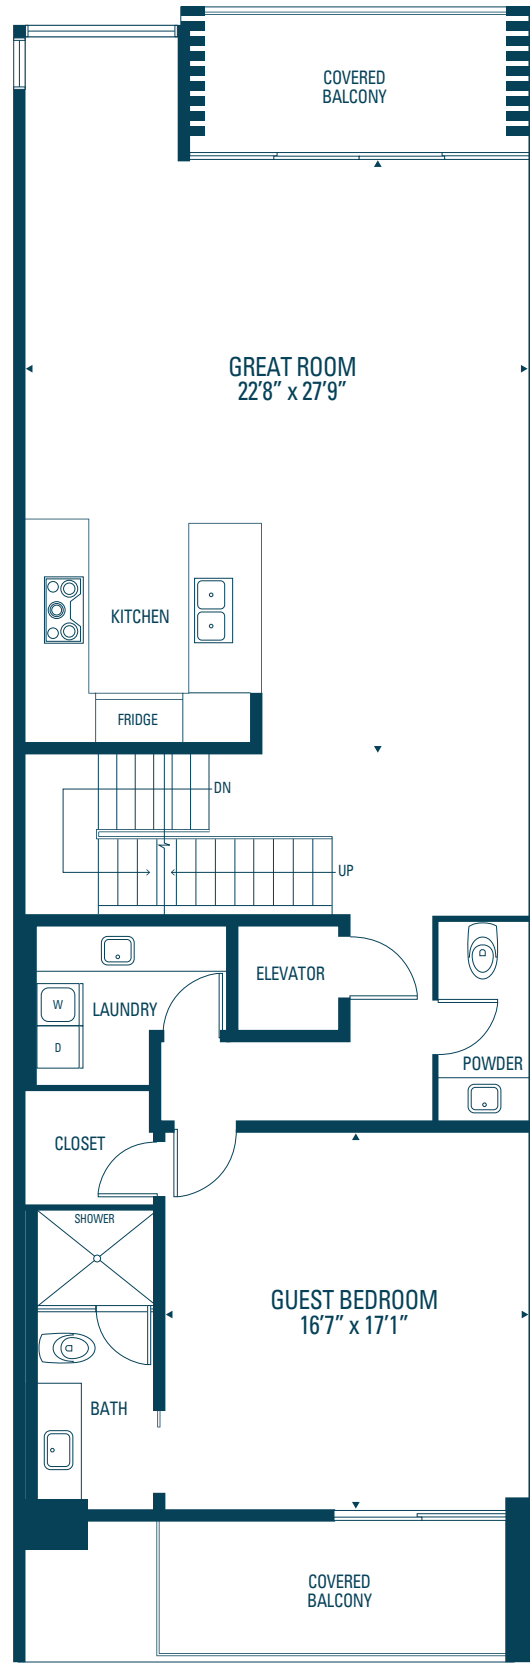 COVERED
BALCONY
GREAT ROOM
22'8" x 27'9"
KITCHEN
FRIDGE
DN
UP
ELEVATOR
W
LAUNDRY
D
POWDER
CLOSET
SHOWER
GUEST BEDROOM
16'7" x 17'1"
BATH
COVERED
BALCONY